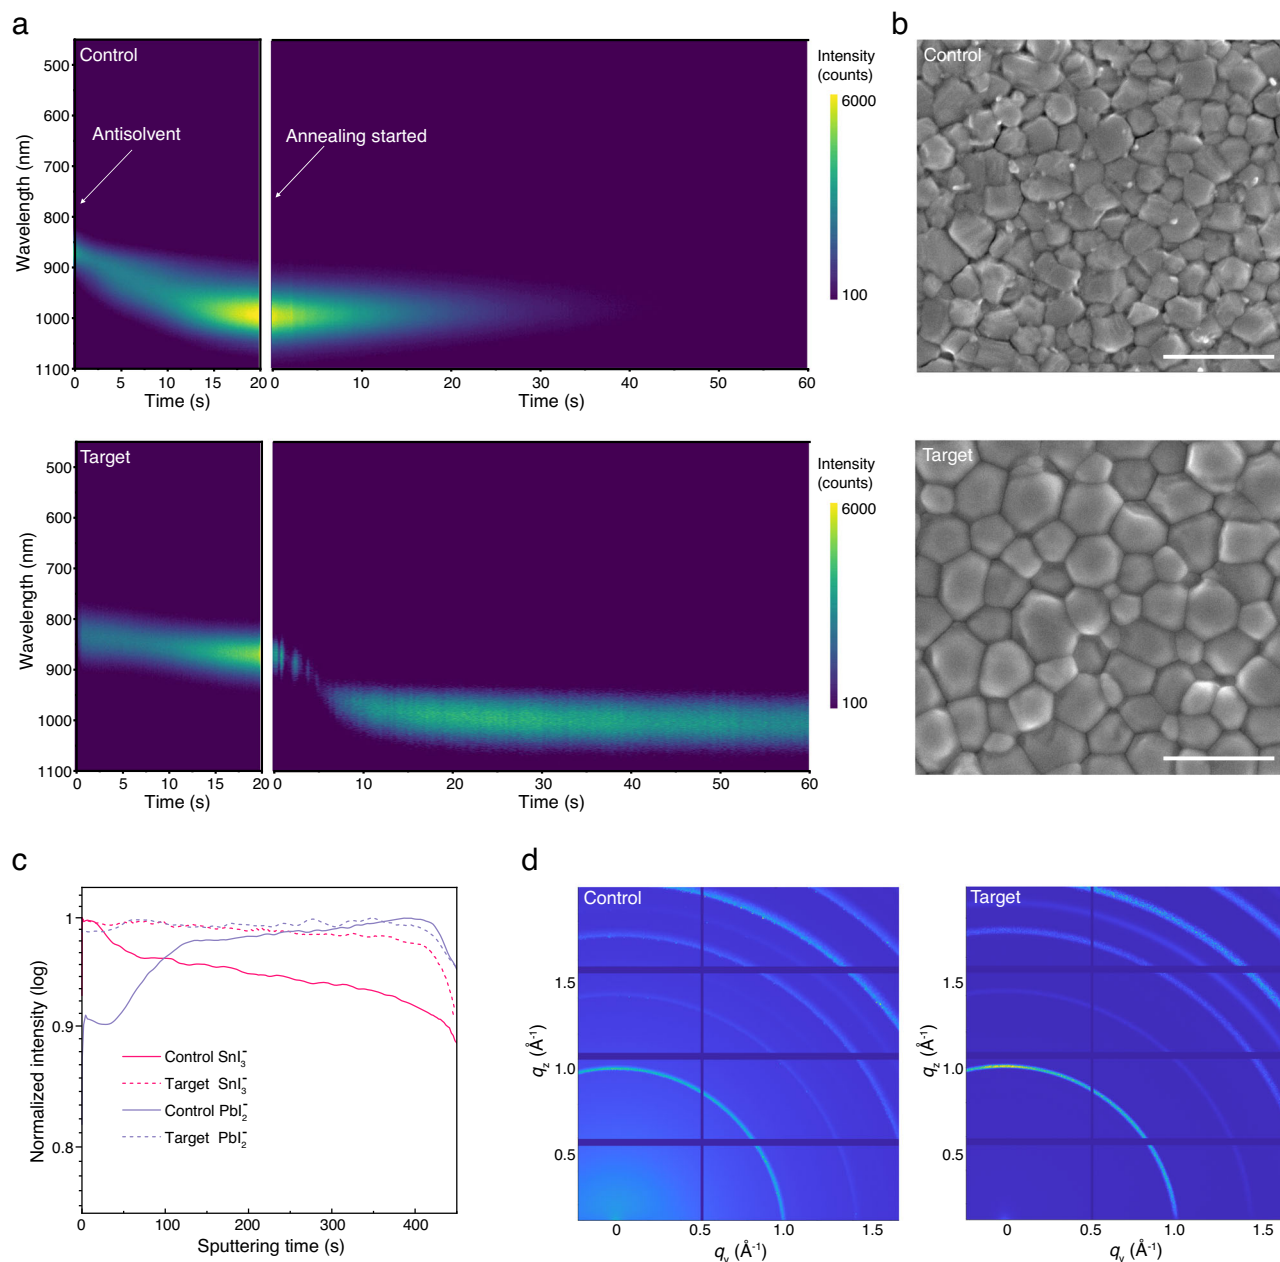 a
Control
Antisolvent
Annealing started
Intensity
(counts)
6000
100
Wavelength (nm)
500
600
700
800
900
1000
1100
0
5
10
15
20
0
10
20
30
40
50
60
Time (s)
Time (s)
b
Control
Target
Intensity
(counts)
6000
100
Wavelength (nm)
500
600
700
800
900
1000
1100
0
5
10
15
20
0
10
20
30
40
50
60
Time (s)
Time (s)
Target
c
Normalized intensity (log)
1
0.9
0.8
Control SnI₃⁻
Target SnI₃⁻
Control PbI₂⁻
Target PbI₂⁻
0
100
200
300
400
Sputtering time (s)
d
Control
qz (Å⁻¹)
1.5
1.0
0.5
0
0.5
1.0
1.5
qy (Å⁻¹)
Target
qz (Å⁻¹)
1.5
1.0
0.5
0
0.5
1.0
1.5
qy (Å⁻¹)